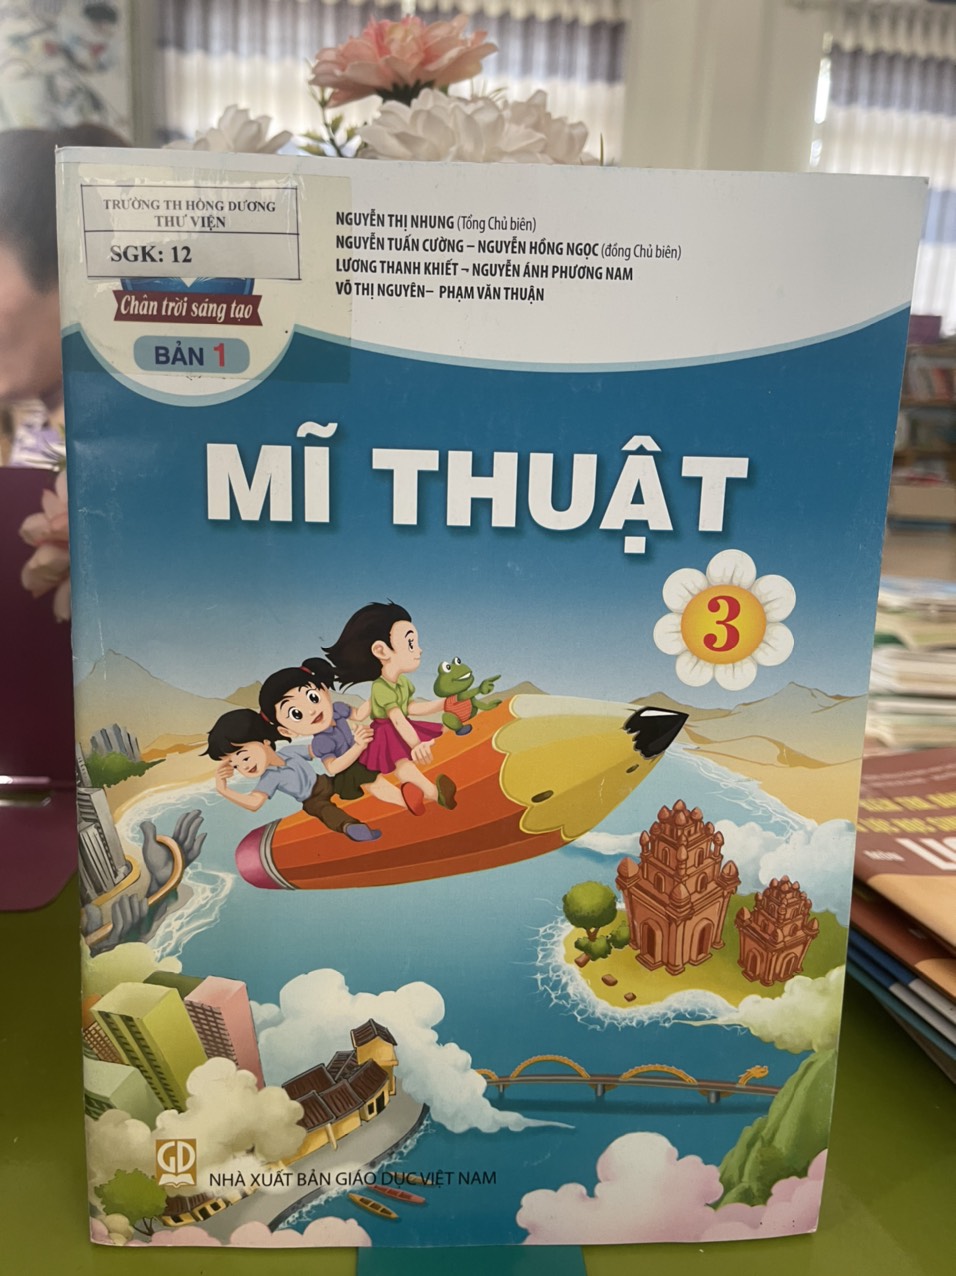 TRƯỜNG TH HỒNG DƯƠNG
THƯ VIỆN
SGK: 12
Chân trời sáng tạo
BẢN 1
NGUYỄN THỊ NHUNG (Tổng Chủ biên)
NGUYỄN TUẤN CƯỜNG – NGUYỄN HỒNG NGỌC (đồng Chủ biên)
LƯƠNG THANH KHIẾT – NGUYỄN ÁNH PHƯƠNG NAM
VÕ THỊ NGUYÊN – PHẠM VĂN THUẬN
MĨ THUẬT
3
GD
NHÀ XUẤT BẢN GIÁO DỤC VIỆT NAM